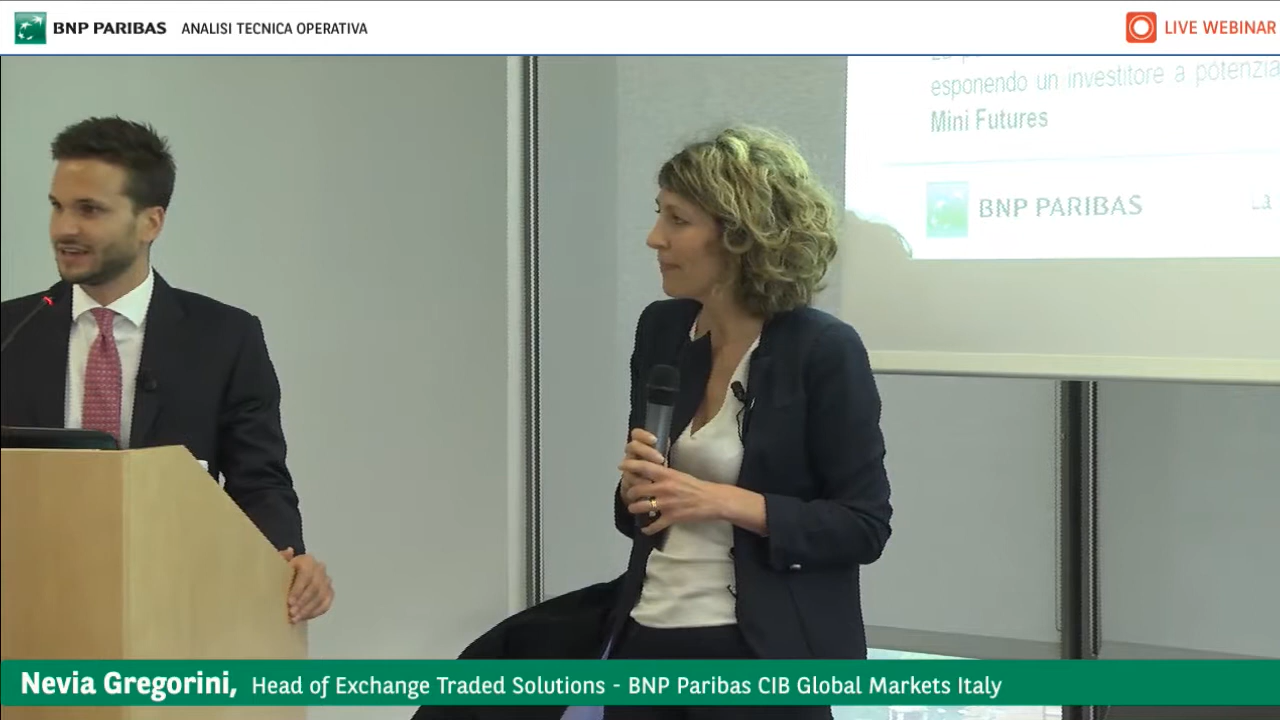 BNP PARIBAS ANALISI TECNICA OPERATIVA
LIVE WEBINAR
esponendo un investitore a potenzia
Mini Futures
BNP PARIBAS
La
Nevia Gregorini, Head of Exchange Traded Solutions - BNP Paribas CIB Global Markets Italy